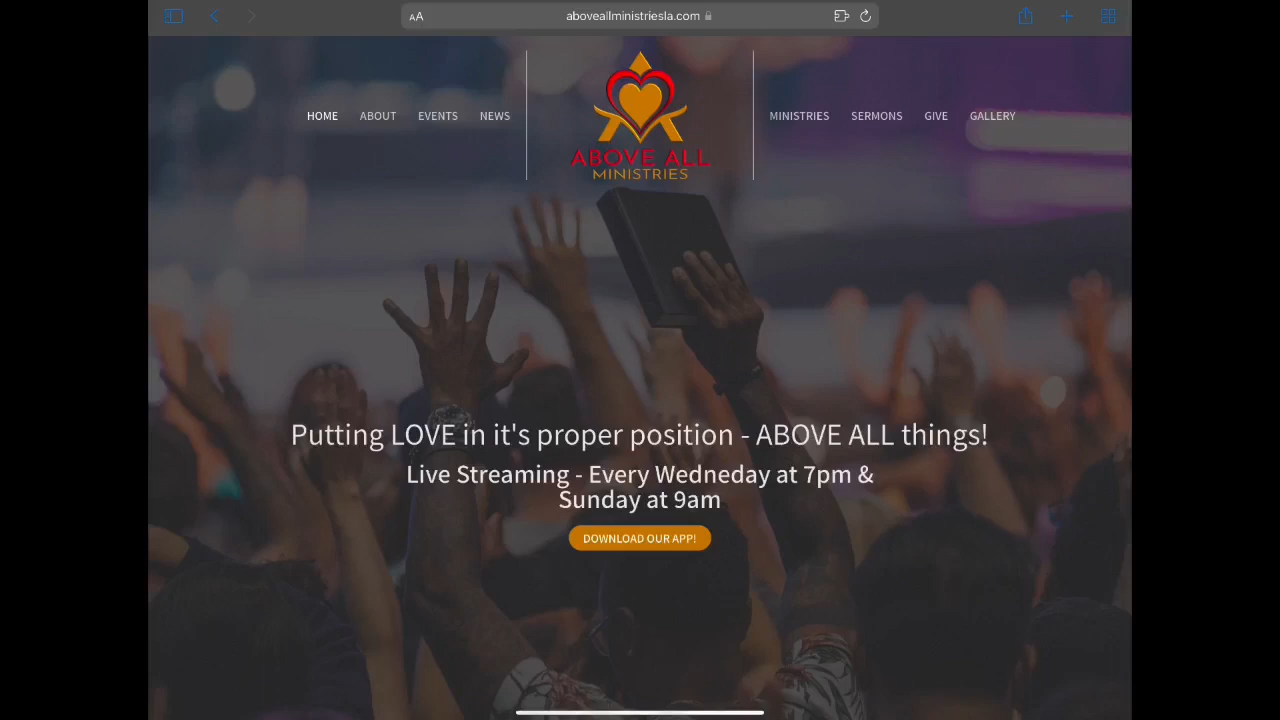 AA
aboveallministriesla.com
HOME ABOUT EVENTS NEWS
ABOVE ALL
MINISTRIES
MINISTRIES SERMONS GIVE GALLERY
Putting LOVE in it's proper position - ABOVE ALL things!
Live Streaming - Every Wedneday at 7pm &
Sunday at 9am
DOWNLOAD OUR APP!